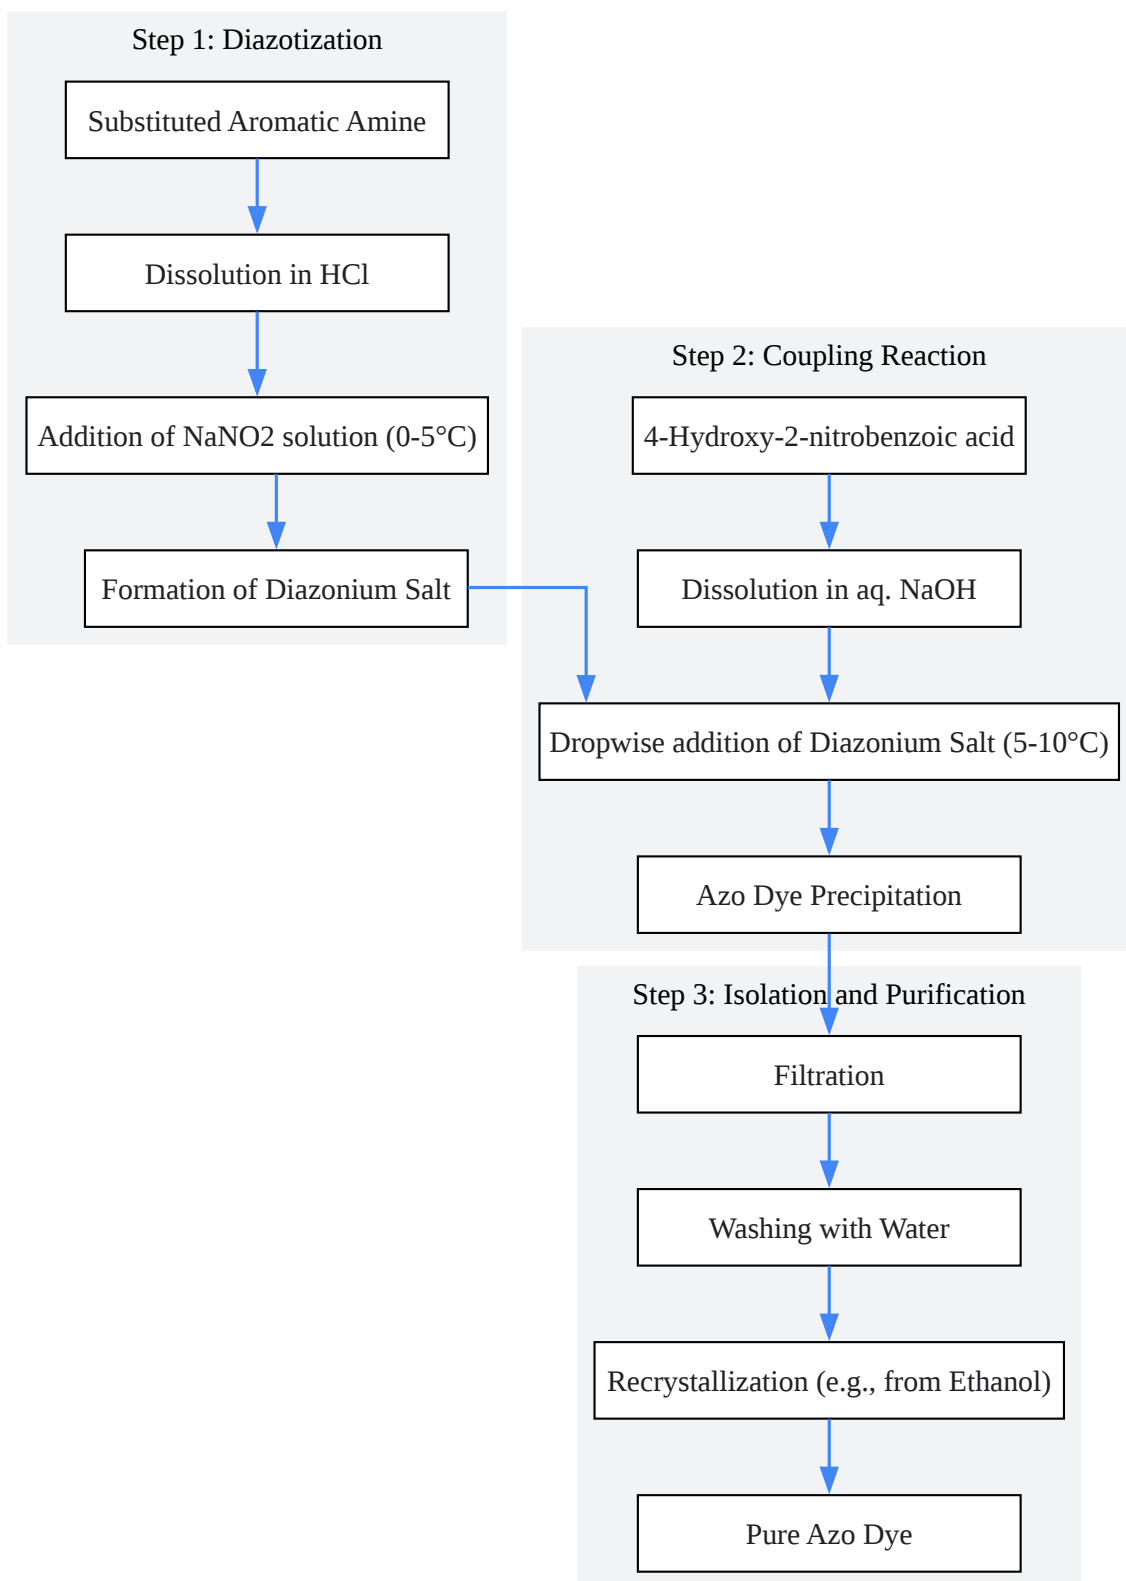 Step 1: Diazotization
Substituted Aromatic Amine
Dissolution in HCl
Addition of NaNO2 solution (0-5°C)
Formation of Diazonium Salt
Step 2: Coupling Reaction
4-Hydroxy-2-nitrobenzoic acid
Dissolution in aq. NaOH
Dropwise addition of Diazonium Salt (5-10°C)
Azo Dye Precipitation
Step 3: Isolation and Purification
Filtration
Washing with Water
Recrystallization (e.g., from Ethanol)
Pure Azo Dye